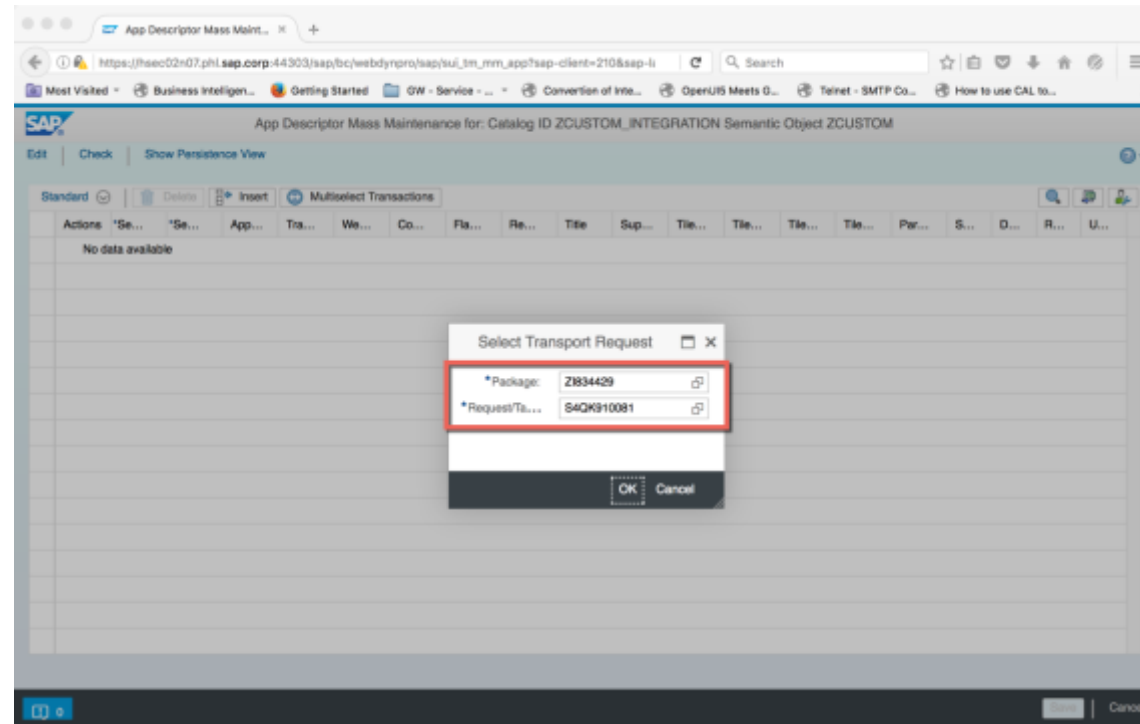 App Descriptor Mass Maint... × +
https://hsec02n07.phl.sap.corp:44303/sap/bc/webdynpro/sap/sui_tm_mm_app?sap-client=210&sap-l Search
Most Visited Business Intelligen... Getting Started GW - Service - ... Convertion of Inte... OpenUI5 Meets G... Telnet - SMTP Co... How to use CAL to...
SAP App Descriptor Mass Maintenance for: Catalog ID ZCUSTOM_INTEGRATION Semantic Object ZCUSTOM
Edit Check Show Persistence View
Standard Delete Insert Multiselect Transactions
Actions *Se... *Se... App... Tra... We... Co... Fla... Re... Title Sup... Tile... Tile... Tile... Tile... Par... S... D... R... U...
No data available
Select Transport Request
*Package: ZI834429
*Request/Ta... S4QK910081
OK Cancel
0 Save Cance